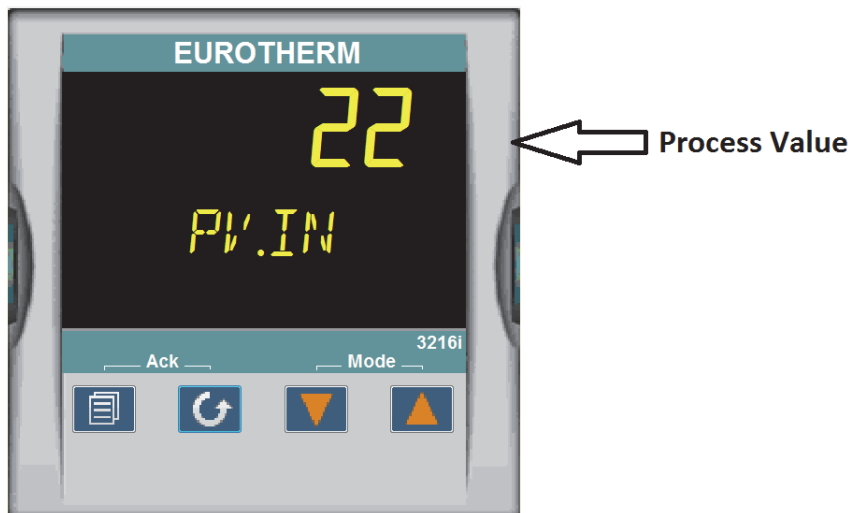 EUROTHERM
22
Process Value
PV.IN
3216i
Ack
Mode